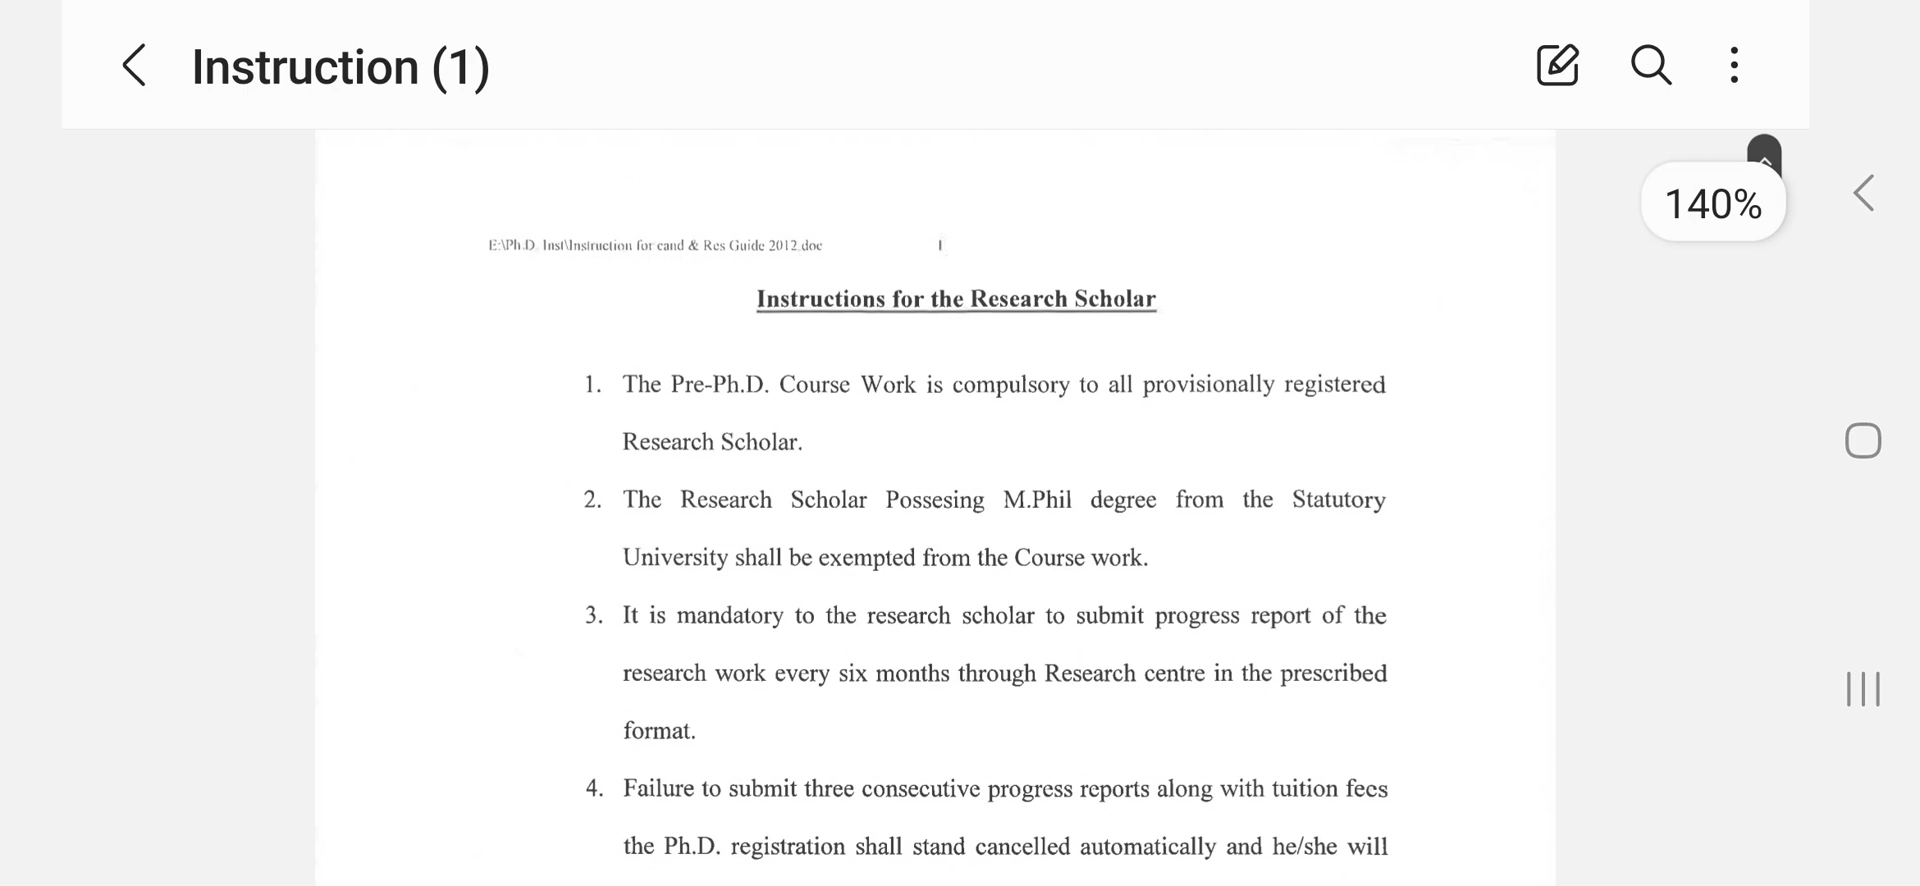 Instruction (1)
140%
E:\Ph.D. Inst\Instruction for cand & Res Guide 2012.doc 1
Instructions for the Research Scholar
1. The Pre-Ph.D. Course Work is compulsory to all provisionally registered
Research Scholar.
2. The Research Scholar Possesing M.Phil degree from the Statutory
University shall be exempted from the Course work.
3. It is mandatory to the research scholar to submit progress report of the
research work every six months through Research centre in the prescribed
format.
4. Failure to submit three consecutive progress reports along with tuition fees
the Ph.D. registration shall stand cancelled automatically and he/she will